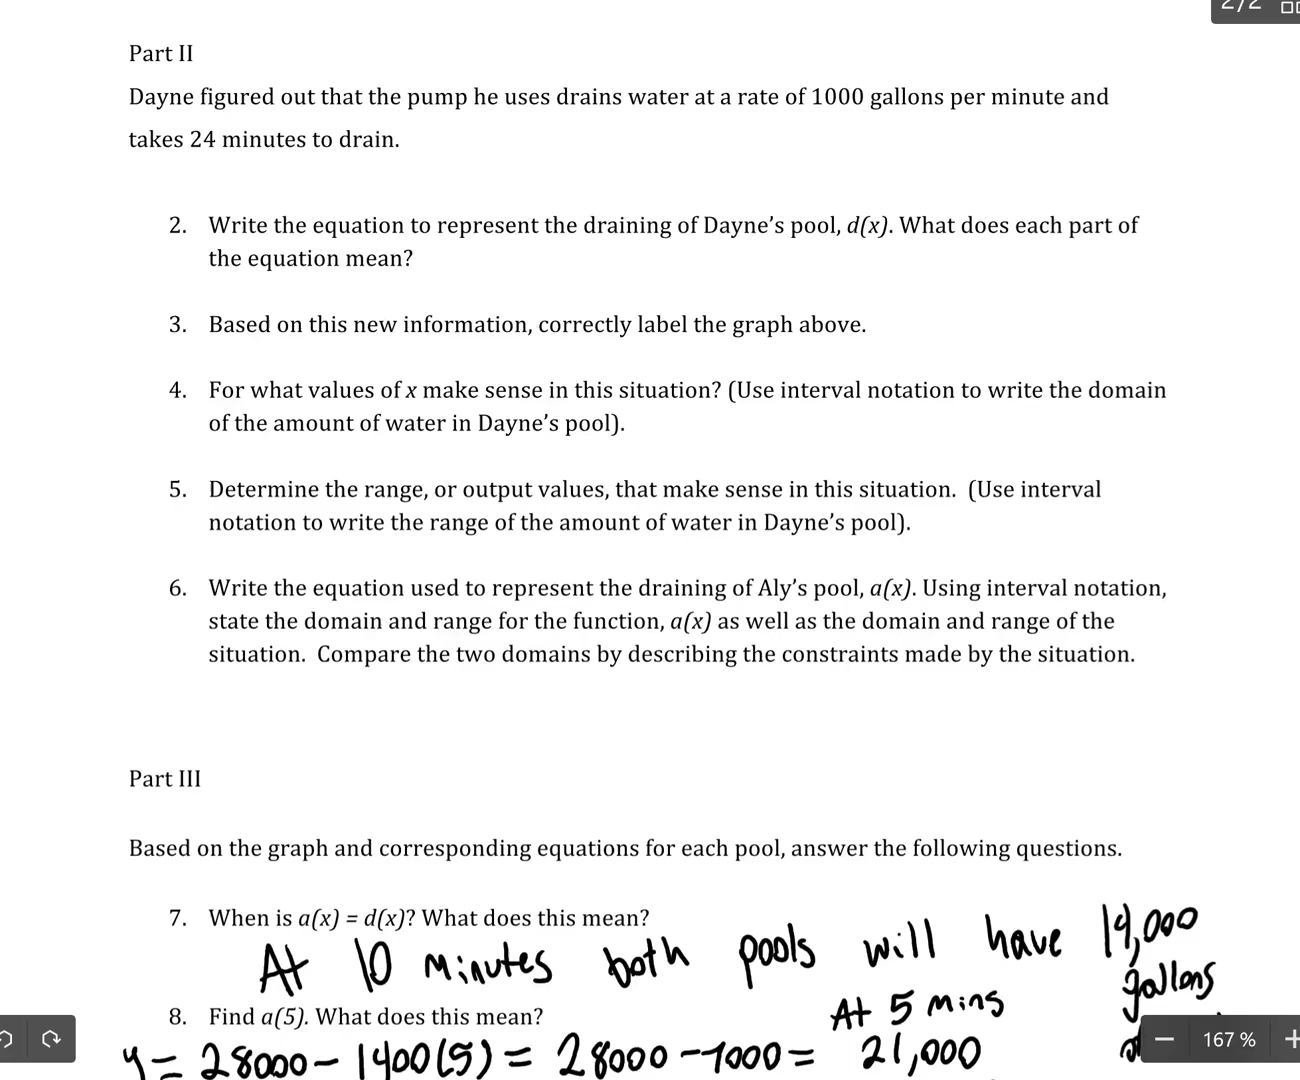 2/2
Part II
Dayne figured out that the pump he uses drains water at a rate of 1000 gallons per minute and
takes 24 minutes to drain.
2. Write the equation to represent the draining of Dayne’s pool, d(x). What does each part of
the equation mean?
3. Based on this new information, correctly label the graph above.
4. For what values of x make sense in this situation? (Use interval notation to write the domain
of the amount of water in Dayne’s pool).
5. Determine the range, or output values, that make sense in this situation. (Use interval
notation to write the range of the amount of water in Dayne’s pool).
6. Write the equation used to represent the draining of Aly’s pool, a(x). Using interval notation,
state the domain and range for the function, a(x) as well as the domain and range of the
situation. Compare the two domains by describing the constraints made by the situation.
Part III
Based on the graph and corresponding equations for each pool, answer the following questions.
7. When is a(x) = d(x)? What does this mean?
At 10 minutes both pools will have 14,000
gallons
8. Find a(5). What does this mean?
At 5 mins
y = 28000 - 1400(5) = 28000 - 7000 = 21,000
167 %